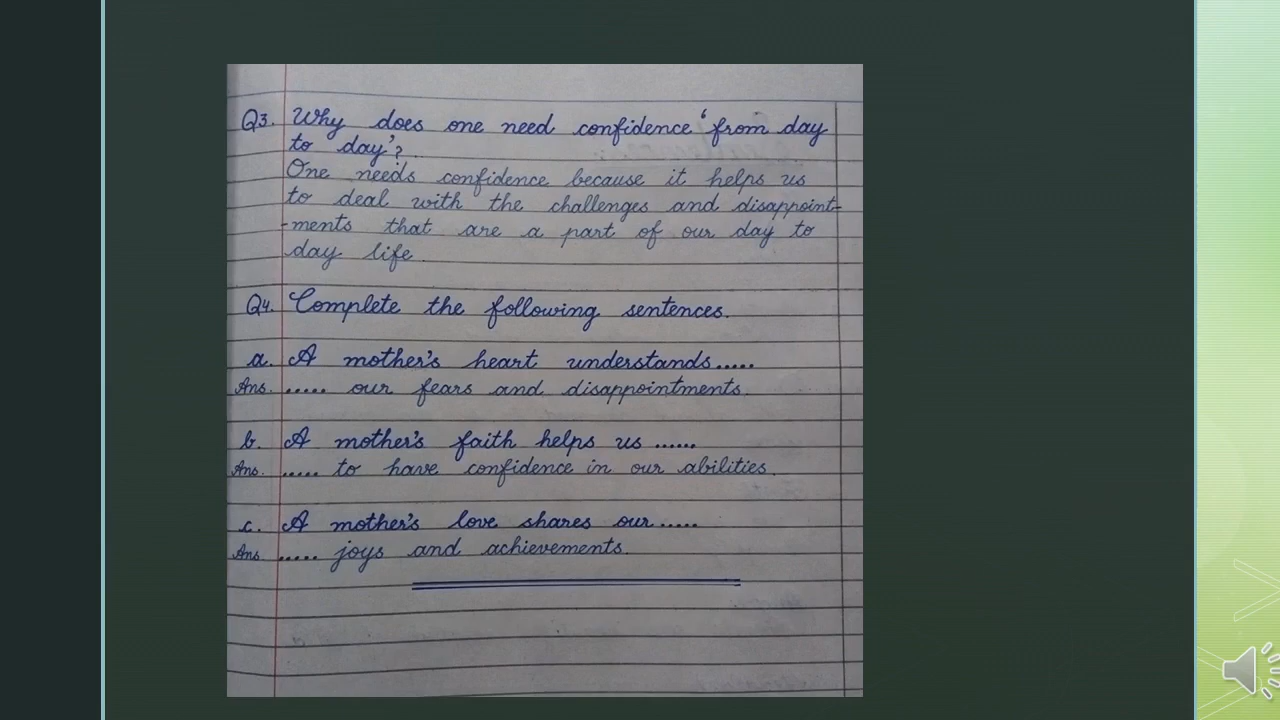 Q3. Why does one need confidence ‘from day
to day’?
One needs confidence because it helps us
to deal with the challenges and disappoint-
-ments that are a part of our day to
day life.
Q4. Complete the following sentences.
a. A mother's heart understands.....
Ans. ..... our fears and disappointments.
b. A mother's faith helps us ......
Ans. ..... to have confidence in our abilities.
c. A mother's love shares our.....
Ans ..... joys and achievements.